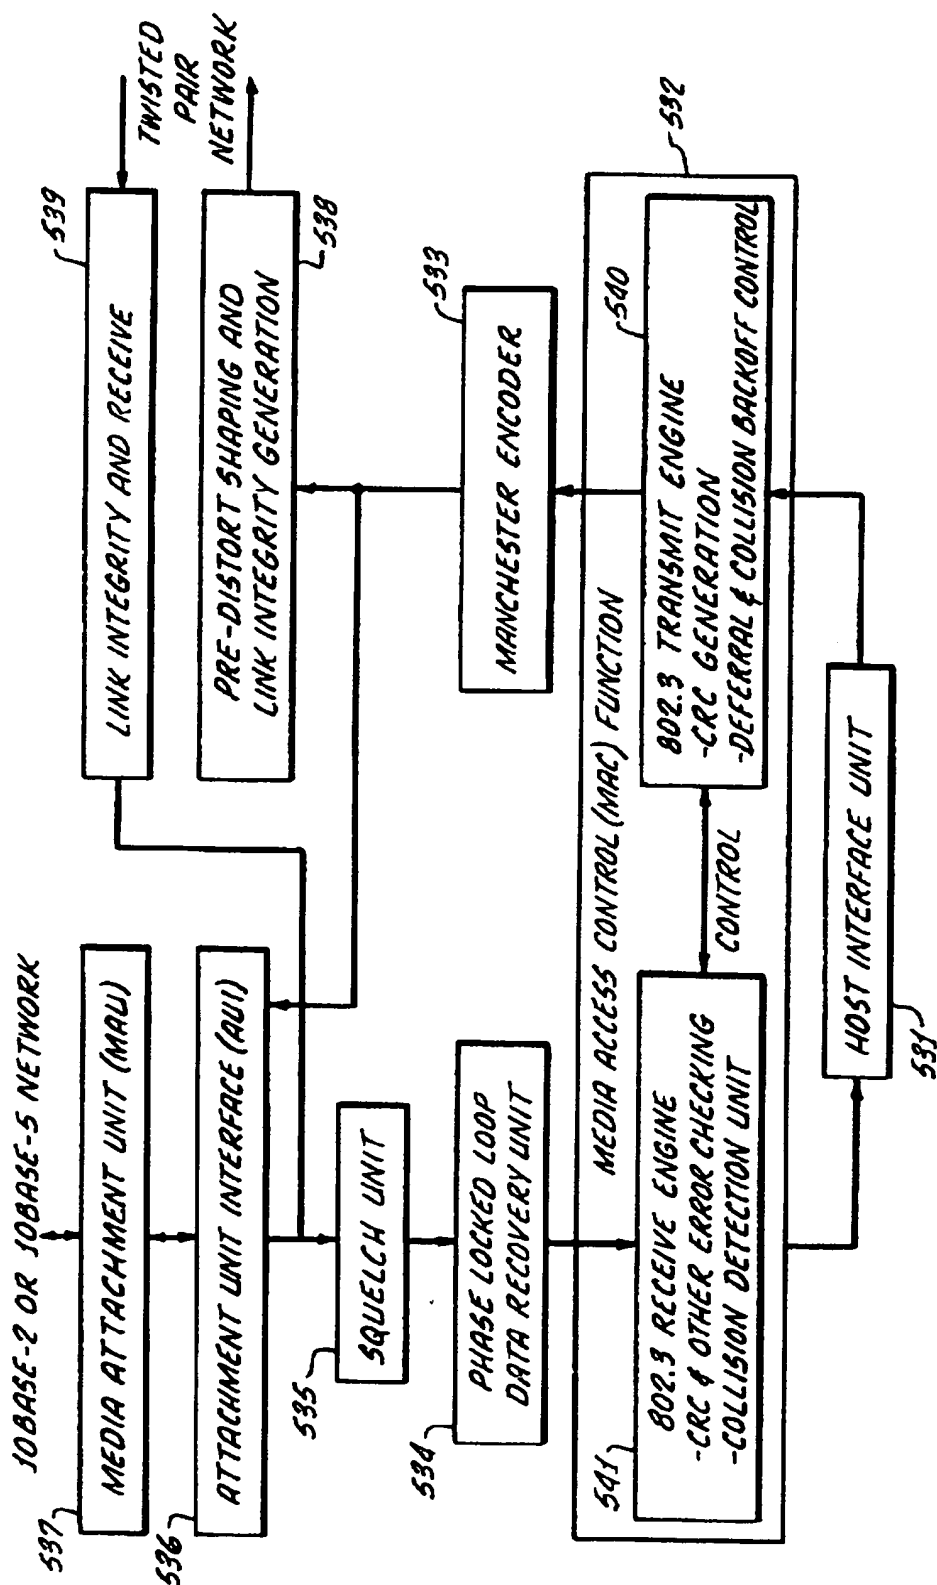 10BASE-2 OR 10BASE-5 NETWORK
537
MEDIA ATTACHMENT UNIT (MAU)
536
ATTACHMENT UNIT INTERFACE (AUI)
535
SQUELCH UNIT
534
PHASE LOCKED LOOP
DATA RECOVERY UNIT
TWISTED
PAIR
NETWORK
539
LINK INTEGRITY AND RECEIVE
538
PRE-DISTORT SHAPING AND
LINK INTEGRITY GENERATION
533
MANCHESTER ENCODER
532
MEDIA ACCESS CONTROL (MAC) FUNCTION
541
802.3 RECEIVE ENGINE
-CRC & OTHER ERROR CHECKING
-COLLISION DETECTION UNIT
CONTROL
540
802.3 TRANSMIT ENGINE
-CRC GENERATION
-DEFERRAL & COLLISION BACKOFF CONTROL
HOST INTERFACE UNIT
531